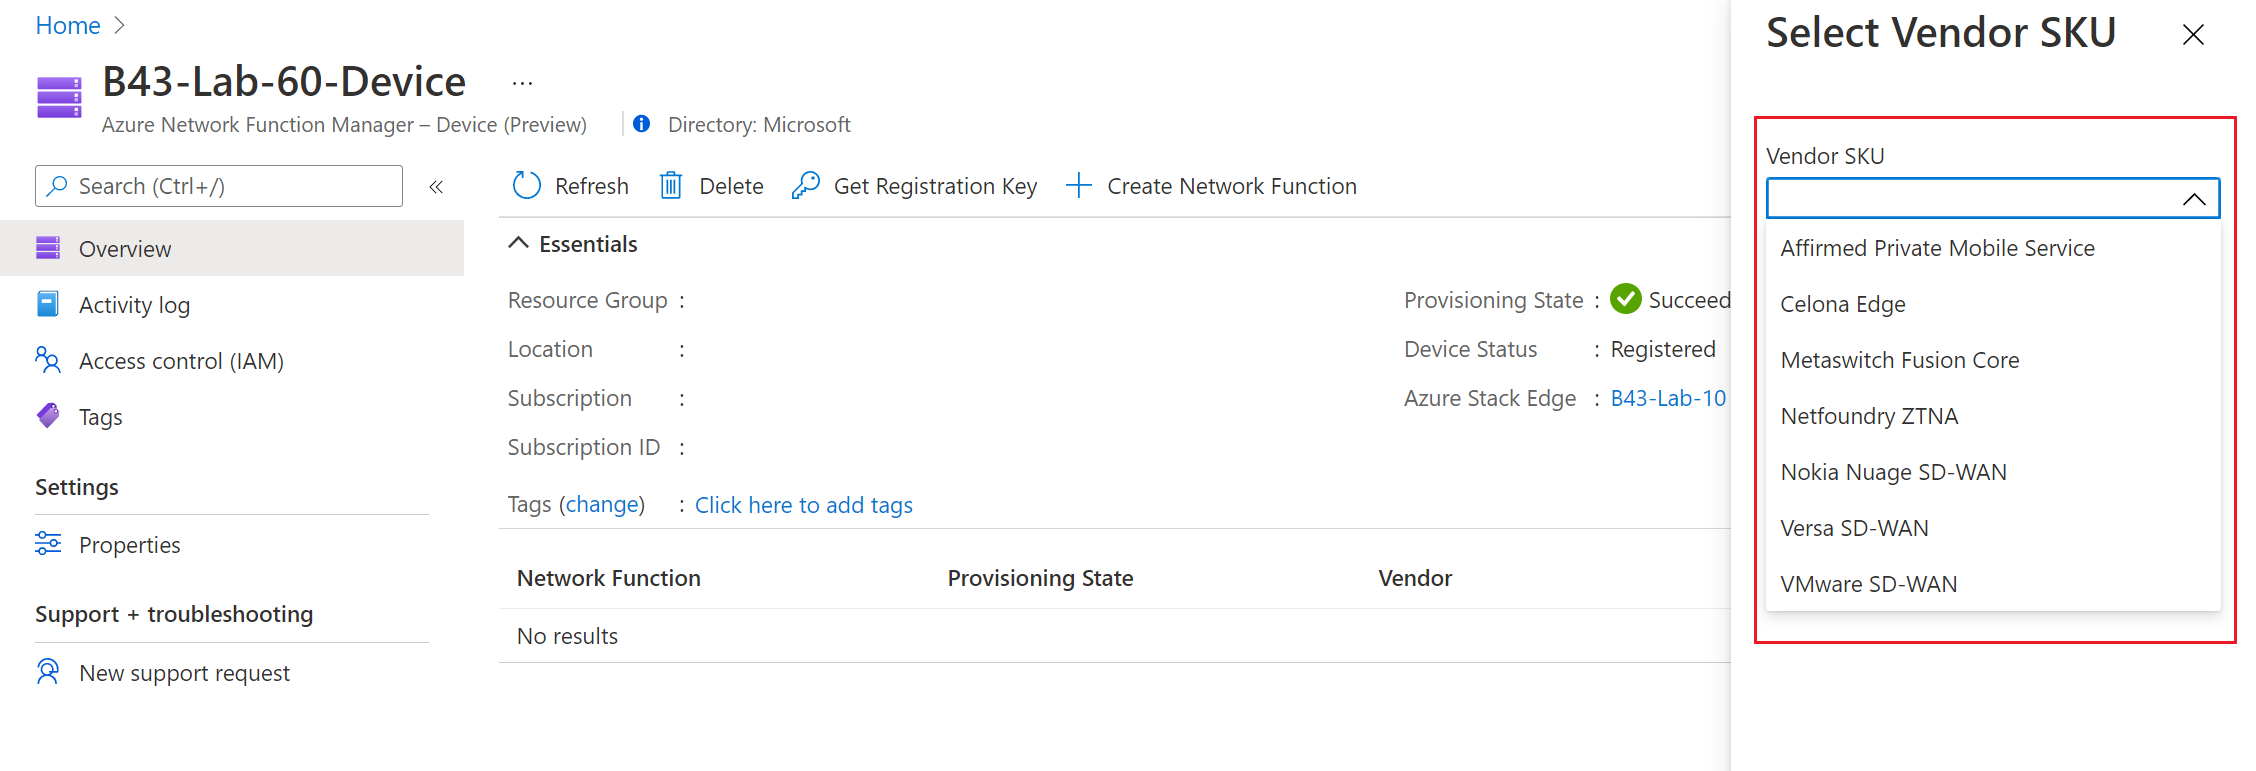 Home
B43-Lab-60-Device ...
Azure Network Function Manager – Device (Preview)
Directory: Microsoft
Search (Ctrl+/)
Overview
Activity log
Access control (IAM)
Tags
Settings
Properties
Support + troubleshooting
New support request
Refresh
Delete
Get Registration Key
Create Network Function
Essentials
Resource Group :
Location :
Subscription :
Subscription ID :
Tags (change) : Click here to add tags
Provisioning State : Succeed
Device Status : Registered
Azure Stack Edge : B43-Lab-10
Network Function Provisioning State Vendor
No results
Select Vendor SKU
Vendor SKU
Affirmed Private Mobile Service
Celona Edge
Metaswitch Fusion Core
Netfoundry ZTNA
Nokia Nuage SD-WAN
Versa SD-WAN
VMware SD-WAN